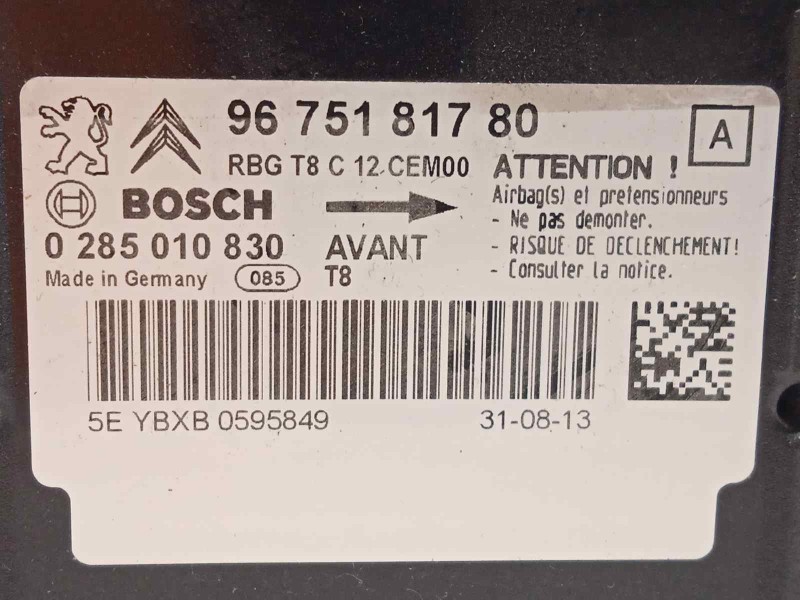 96 751 817 80
A
RBG T8 C 12 CEM00
ATTENTION !
BOSCH
Airbag(s) et pretensionneurs
- Ne pas demonter.
0 285 010 830
AVANT
- RISQUE DE DECLENCHEMENT!
Made in Germany
085
T8
- Consulter la notice.
5E YBXB 0595849
31-08-13